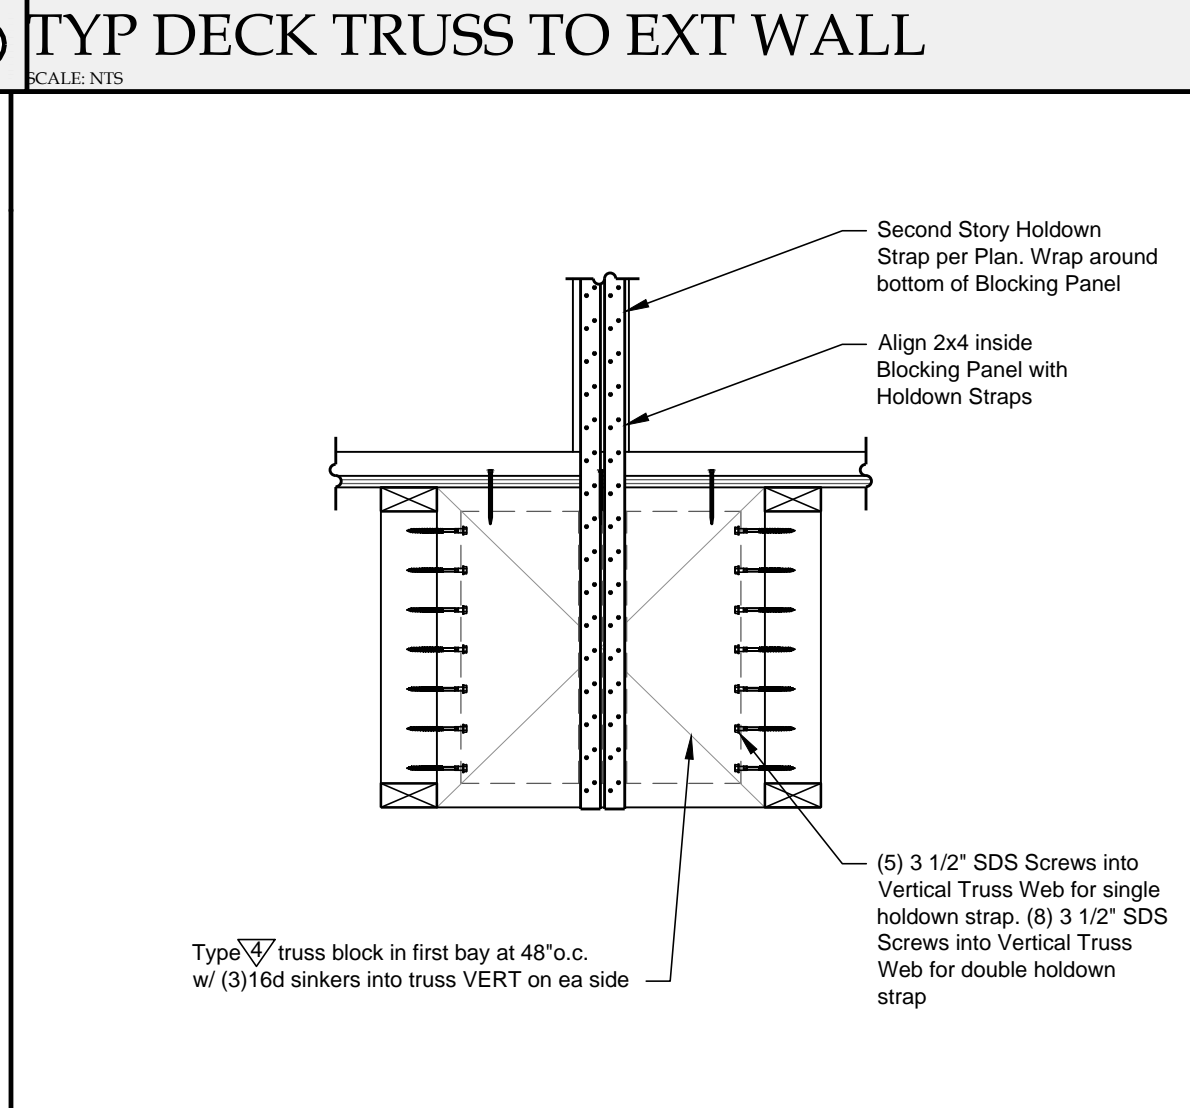 TYP DECK TRUSS TO EXT WALL
SCALE: NTS
Second Story Holdown
Strap per Plan. Wrap around
bottom of Blocking Panel
Align 2x4 inside
Blocking Panel with
Holdown Straps
(5) 3 1/2" SDS Screws into
Vertical Truss Web for single
holdown strap. (8) 3 1/2" SDS
Screws into Vertical Truss
Web for double holdown
strap
Type 4 truss block in first bay at 48"o.c.
w/ (3)16d sinkers into truss VERT on ea side